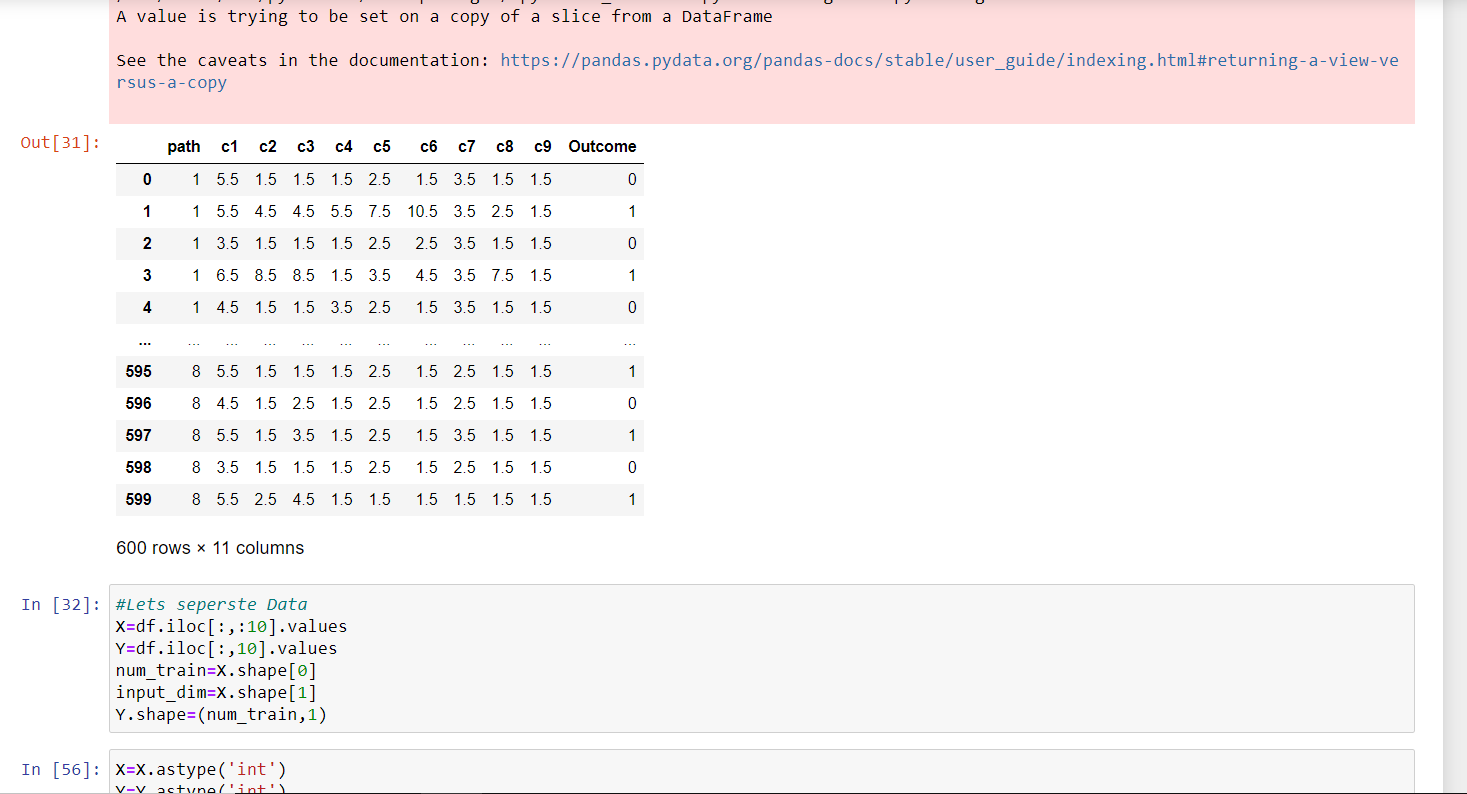 A value is trying to be set on a copy of a slice from a DataFrame
See the caveats in the documentation: https://pandas.pydata.org/pandas-docs/stable/user_guide/indexing.html#returning-a-view-ve
rsus-a-copy
Out[31]:
path c1 c2 c3 c4 c5 c6 c7 c8 c9 Outcome
0 1 5.5 1.5 1.5 1.5 2.5 1.5 3.5 1.5 1.5 0
1 1 5.5 4.5 4.5 5.5 7.5 10.5 3.5 2.5 1.5 1
2 1 3.5 1.5 1.5 1.5 2.5 2.5 3.5 1.5 1.5 0
3 1 6.5 8.5 8.5 1.5 3.5 4.5 3.5 7.5 1.5 1
4 1 4.5 1.5 1.5 3.5 2.5 1.5 3.5 1.5 1.5 0
... ... ... ... ... ... ... ... ... ... ... ...
595 8 5.5 1.5 1.5 1.5 2.5 1.5 2.5 1.5 1.5 1
596 8 4.5 1.5 2.5 1.5 2.5 1.5 2.5 1.5 1.5 0
597 8 5.5 1.5 3.5 1.5 2.5 1.5 3.5 1.5 1.5 1
598 8 3.5 1.5 1.5 1.5 2.5 1.5 2.5 1.5 1.5 0
599 8 5.5 2.5 4.5 1.5 1.5 1.5 1.5 1.5 1.5 1
600 rows × 11 columns
In [32]: #Lets seperste Data
X=df.iloc[:,:10].values
Y=df.iloc[:,10].values
num_train=X.shape[0]
input_dim=X.shape[1]
Y.shape=(num_train,1)
In [56]: X=X.astype('int')
Y=Y.astype('int')